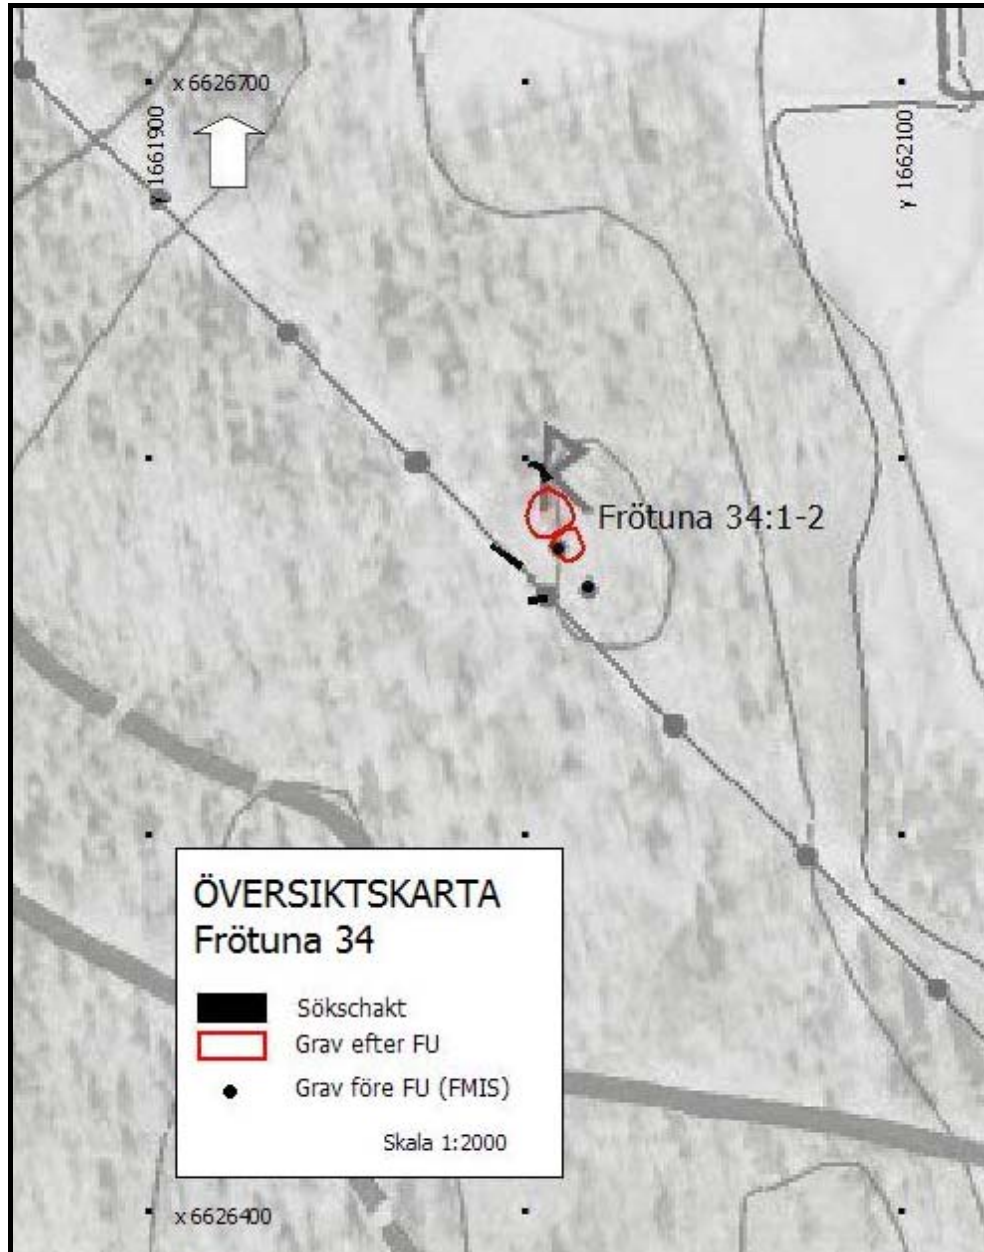 x 6626700
y 1661900
y 1662100
Frötuna 34:1-2
ÖVERSIKTSKARTA
Frötuna 34
Sökschakt
Grav efter FU
Grav före FU (FMIS)
Skala 1:2000
x 6626400